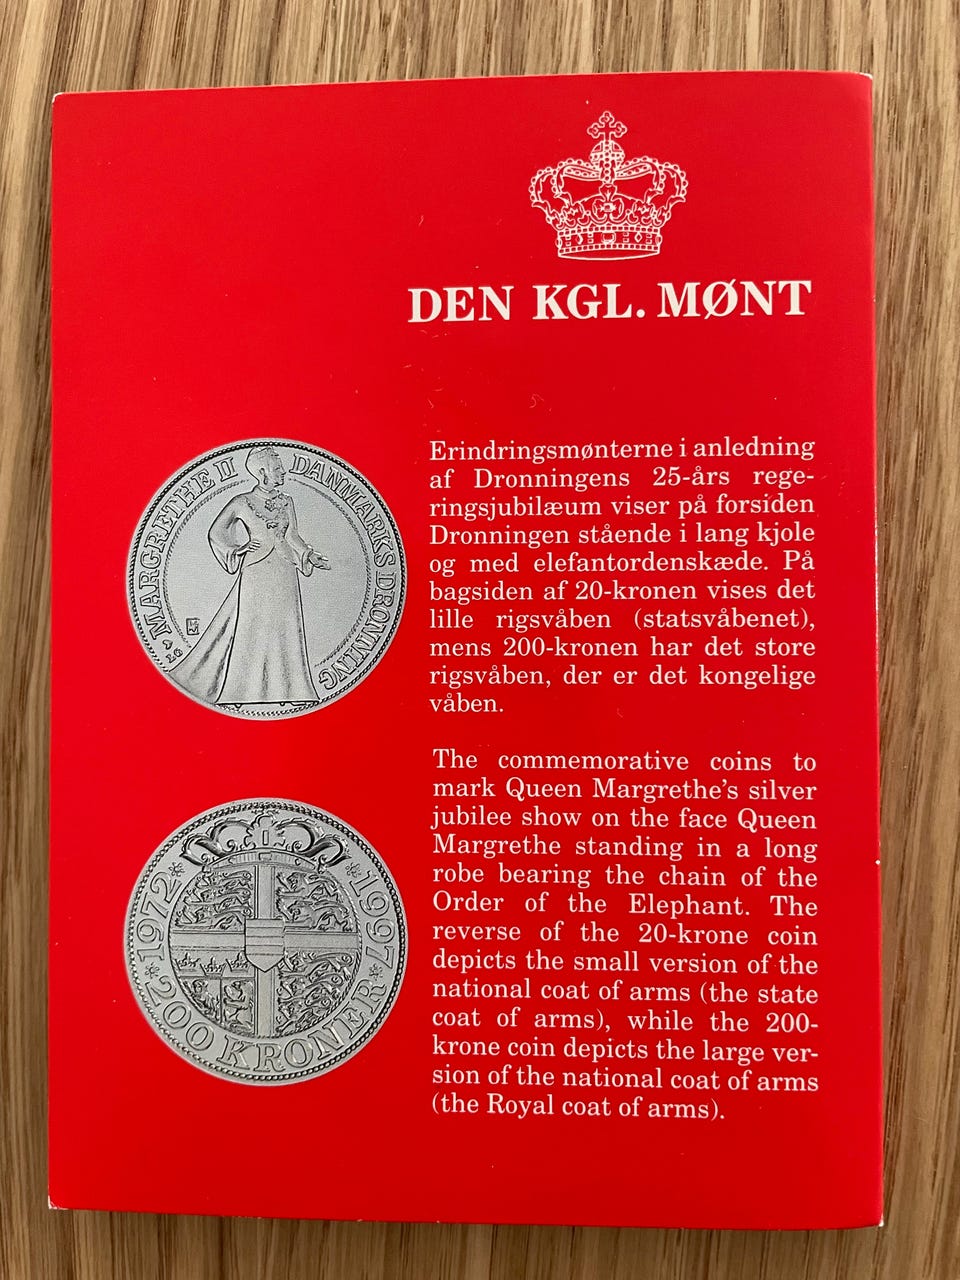 DEN KGL. MØNT
MARGRETHE II DANMARKS DRONNING
Erindringsmønterne i anledning
af Dronningens 25-års rege-
ringsjubilæum viser på forsiden
Dronningen stående i lang kjole
og med elefantordenskæde. På
bagsiden af 20-kronen vises det
lille rigsvåben (statsvåbenet),
mens 200-kronen har det store
rigsvåben, der er det kongelige
våben.
1972 1997
200 KRONER
The commemorative coins to
mark Queen Margrethe's silver
jubilee show on the face Queen
Margrethe standing in a long
robe bearing the chain of the
Order of the Elephant. The
reverse of the 20-krone coin
depicts the small version of the
national coat of arms (the state
coat of arms), while the 200-
krone coin depicts the large ver-
sion of the national coat of arms
(the Royal coat of arms).